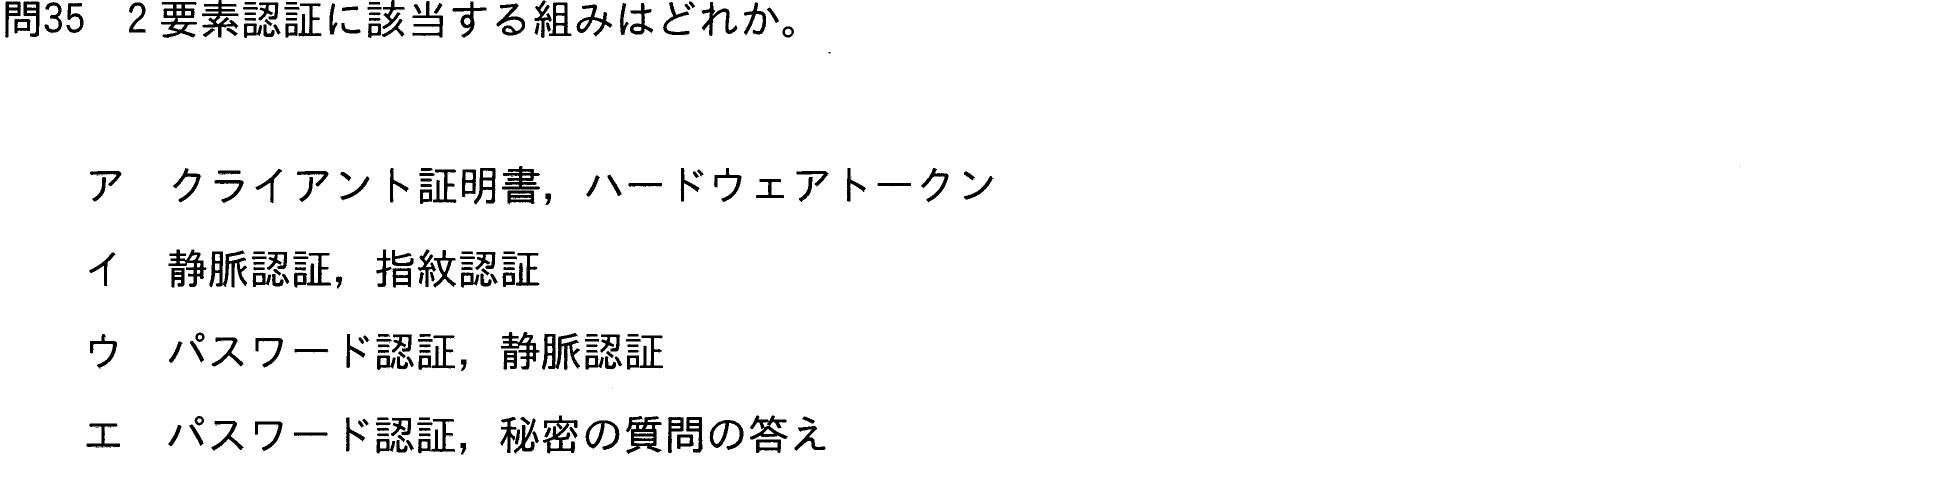 問35　2要素認証に該当する組みはどれか。
ア　クライアント証明書，ハードウェアトークン
イ　静脈認証，指紋認証
ウ　パスワード認証，静脈認証
エ　パスワード認証，秘密の質問の答え